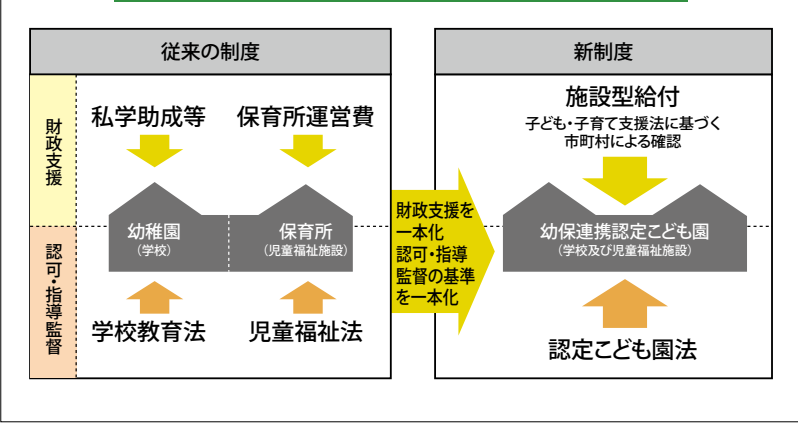 従来の制度
新制度
財政支援
認可・指導監督
私学助成等
保育所運営費
幼稚園
(学校)
保育所
(児童福祉施設)
学校教育法
児童福祉法
財政支援を
一本化
認可・指導
監督の基準
を一本化
施設型給付
子ども・子育て支援法に基づく
市町村による確認
幼保連携認定こども園
(学校及び児童福祉施設)
認定こども園法